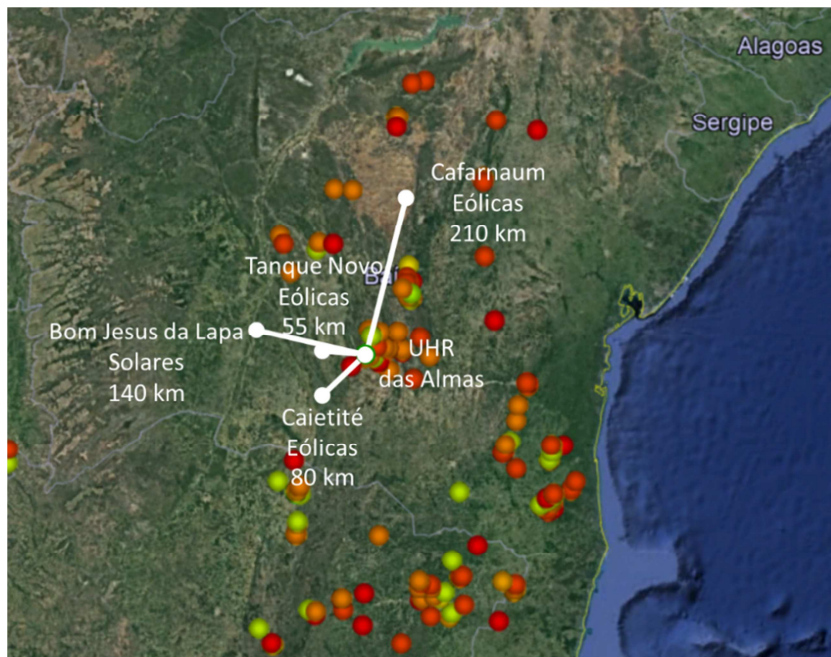 Alagoas
Sergipe
Cafarnaum
Eólicas
210 km
Tanque Novo
Eólicas
55 km
Bom Jesus da Lapa
Solares
140 km
UHR
das Almas
Caietité
Eólicas
80 km